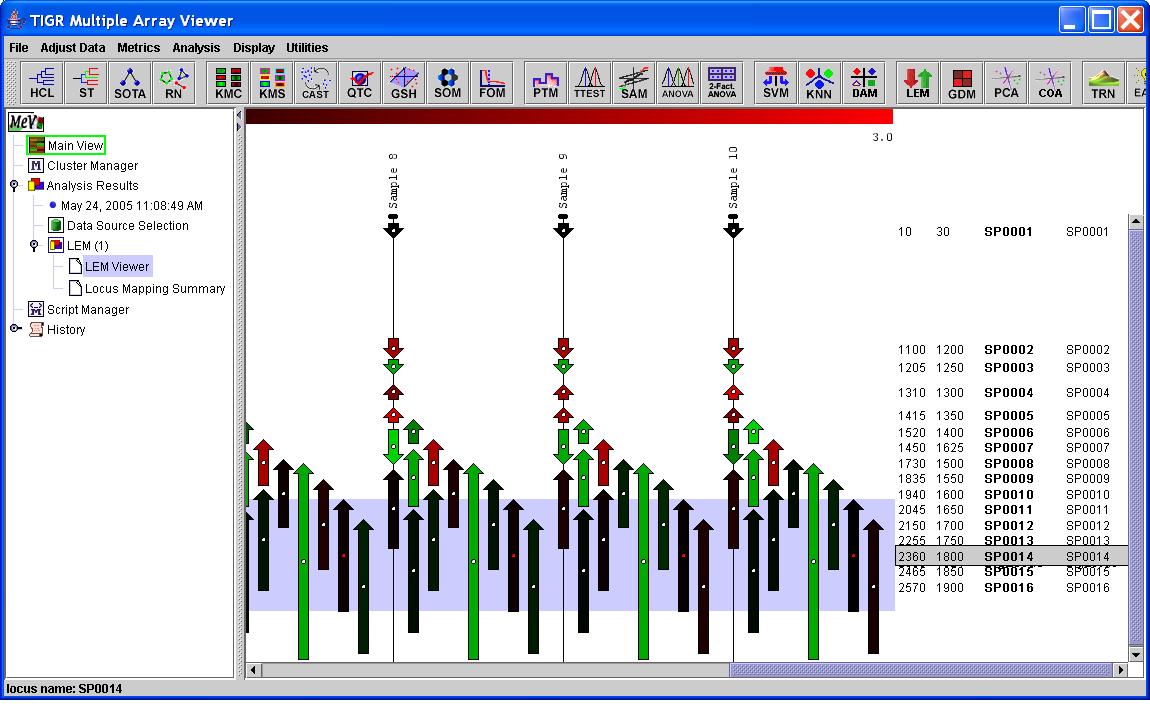 TIGR Multiple Array Viewer
File Adjust Data Metrics Analysis Display Utilities
HCL ST SOTA RN KMC KMS CAST QTC GSH SOM FOM PTM TTEST SAM ANOVA 2-Fact. ANOVA SVM KNN DAM LEM GDM PCA COA TRN EA
MeV
Main View
Cluster Manager
Analysis Results
May 24, 2005 11:08:49 AM
Data Source Selection
LEM (1)
LEM Viewer
Locus Mapping Summary
Script Manager
History
3.0
Sample 8
Sample 9
Sample 10
10 30 SP0001 SP0001
1100 1200 SP0002 SP0002
1205 1250 SP0003 SP0003
1310 1300 SP0004 SP0004
1415 1350 SP0005 SP0005
1520 1400 SP0006 SP0006
1450 1625 SP0007 SP0007
1730 1500 SP0008 SP0008
1835 1550 SP0009 SP0009
1940 1600 SP0010 SP0010
2045 1650 SP0011 SP0011
2150 1700 SP0012 SP0012
2255 1750 SP0013 SP0013
2360 1800 SP0014 SP0014
2465 1850 SP0015 SP0015
2570 1900 SP0016 SP0016
locus name: SP0014